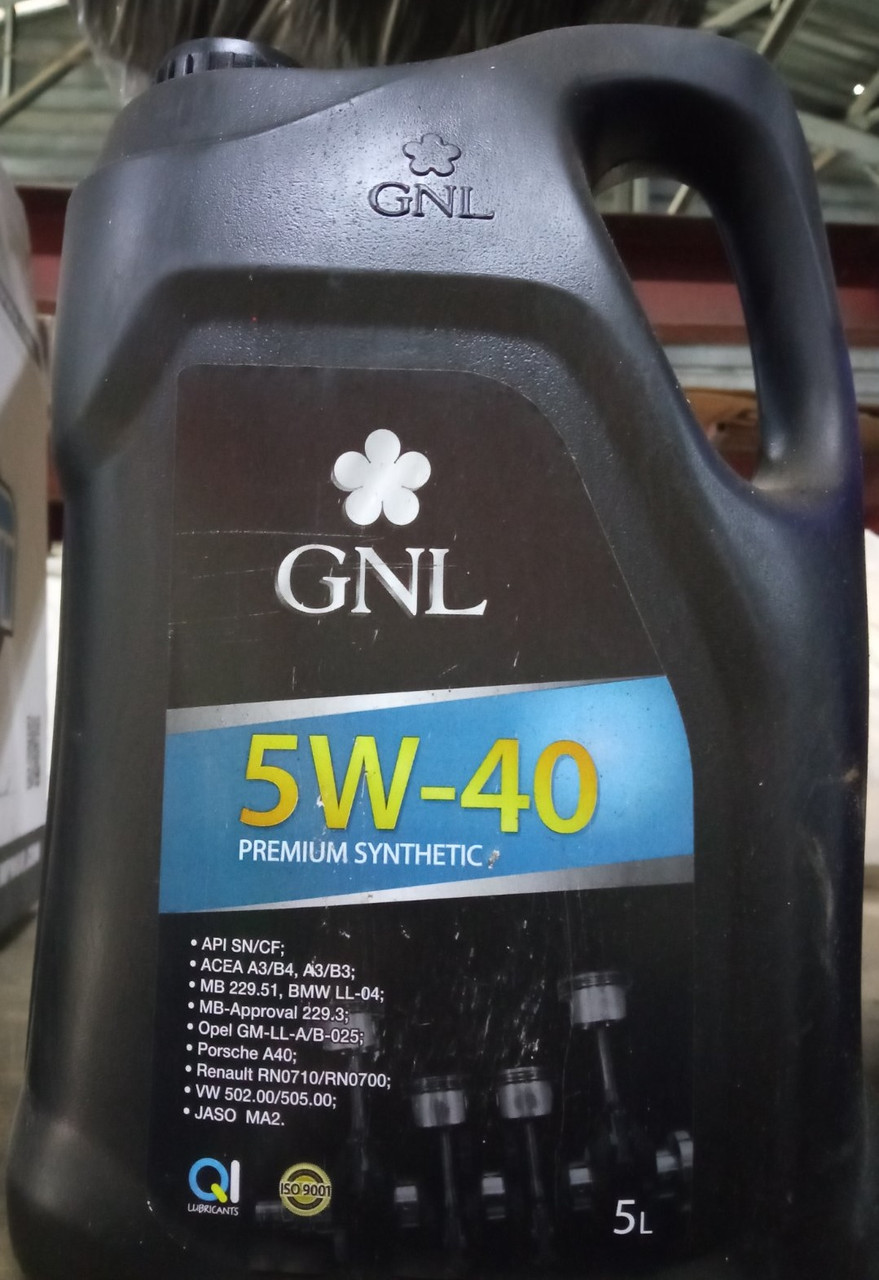 GNL
GNL
5W-40
PREMIUM SYNTHETIC
• API SN/CF;
• ACEA A3/B4, A3/B3;
• MB 229.51, BMW LL-04;
• MB-Approval 229.3;
• Opel GM-LL-A/B-025;
• Porsche A40;
• Renault RN0710/RN0700;
• VW 502.00/505.00;
• JASO MA2.
QI
LUBRICANTS
ISO 9001
5L